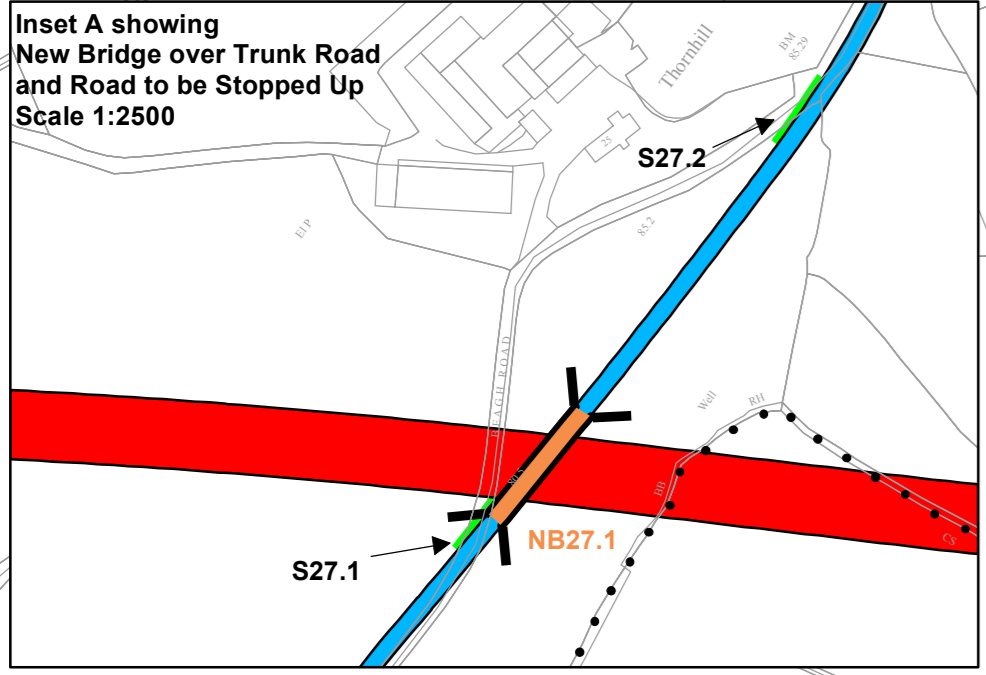 Inset A showing
New Bridge over Trunk Road
and Road to be Stopped Up
Scale 1:2500
Thornhill
BM
85.29
25
S27.2
El P
85.2
REAGH ROAD
Well
RH
BB
CS
NB27.1
S27.1